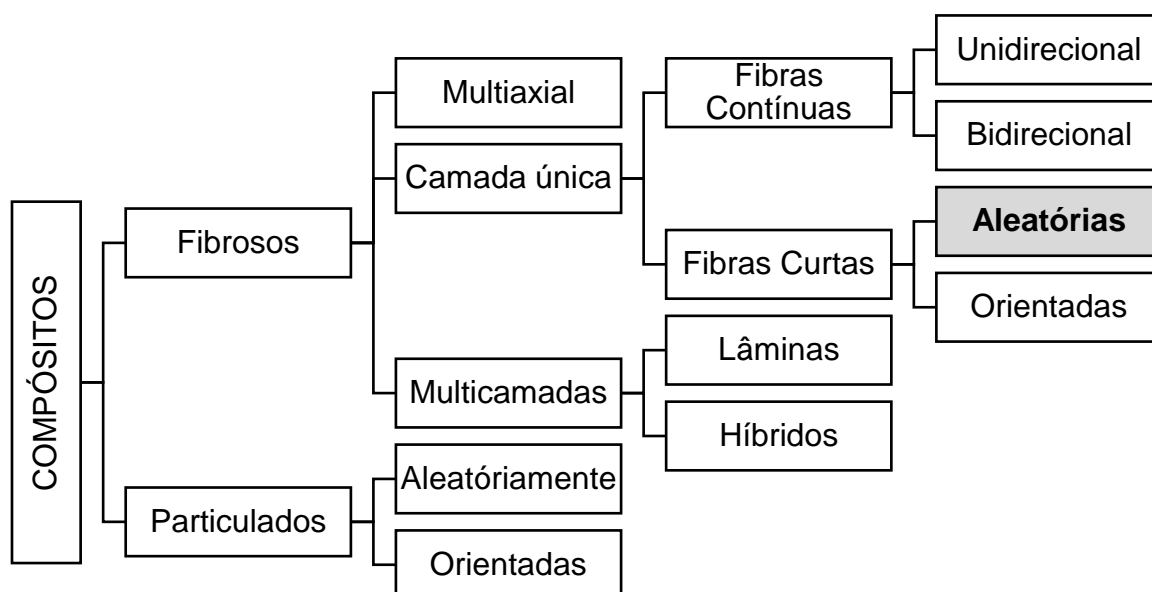 Unidirecional
Multiaxial
Fibras
Contínuas
Bidirecional
Camada única
Aleatórias
Fibrosos
Fibras Curtas
Orientadas
COMPÓSITOS
Lâminas
Multicamadas
Híbridos
Aleatóriamente
Particulados
Orientadas